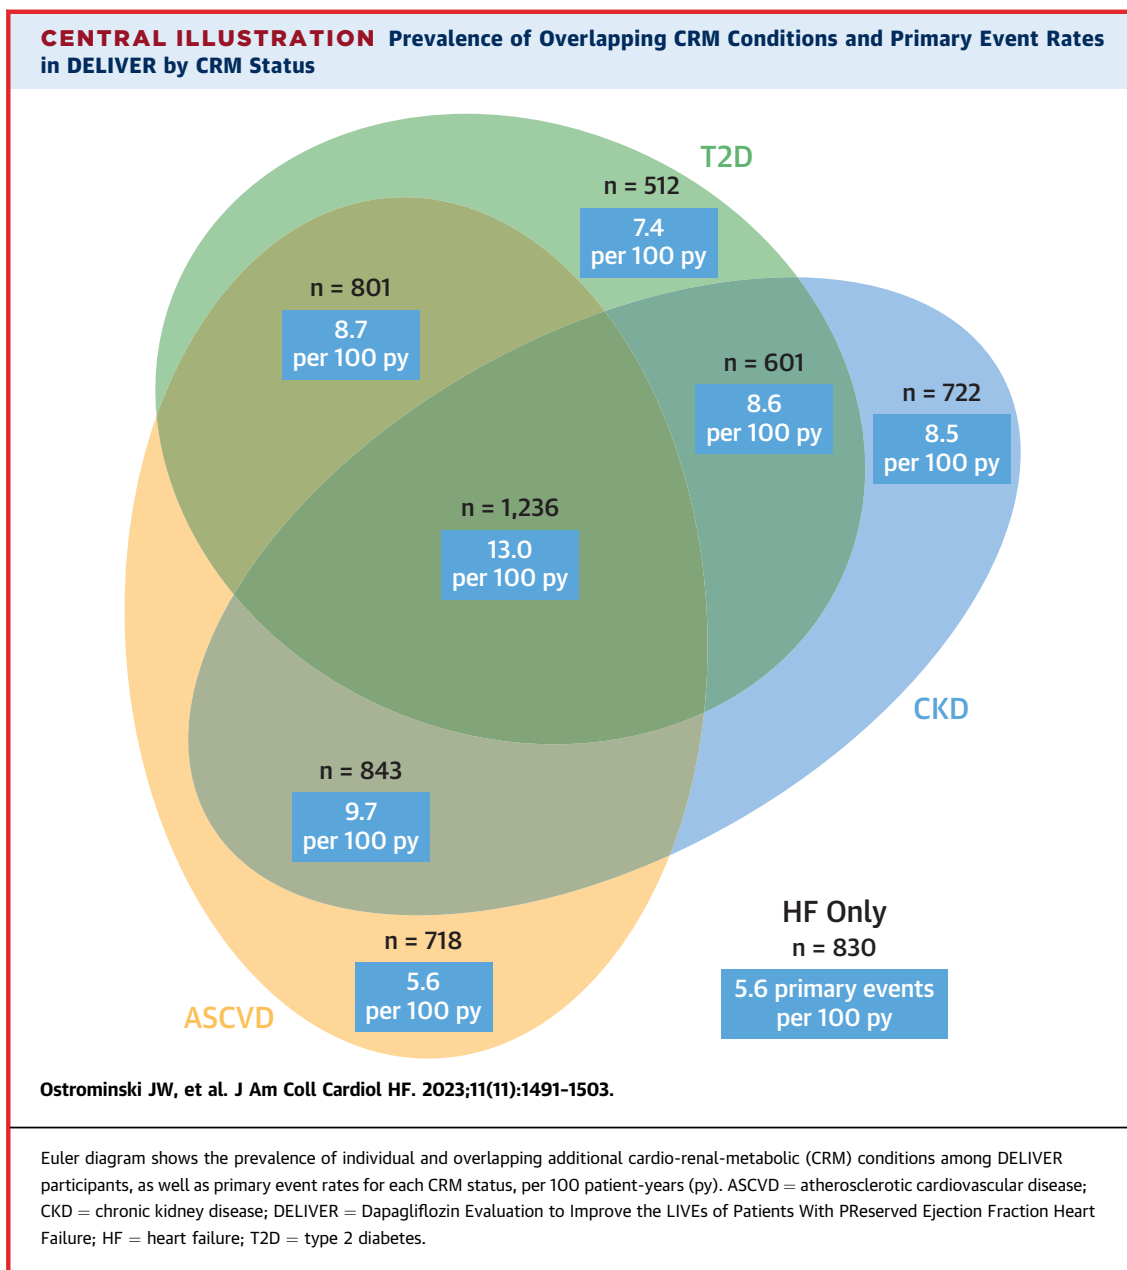 CENTRAL ILLUSTRATION Prevalence of Overlapping CRM Conditions and Primary Event Rates
in DELIVER by CRM Status
T2D
n = 512
7.4
per 100 py
n = 801
8.7
per 100 py
n = 601
8.6
per 100 py
n = 722
8.5
per 100 py
n = 1,236
13.0
per 100 py
CKD
n = 843
9.7
per 100 py
HF Only
n = 830
5.6 primary events
per 100 py
n = 718
5.6
per 100 py
ASCVD
Ostrominski JW, et al. J Am Coll Cardiol HF. 2023;11(11):1491–1503.
Euler diagram shows the prevalence of individual and overlapping additional cardio-renal-metabolic (CRM) conditions among DELIVER
participants, as well as primary event rates for each CRM status, per 100 patient-years (py). ASCVD = atherosclerotic cardiovascular disease;
CKD = chronic kidney disease; DELIVER = Dapagliflozin Evaluation to Improve the LIVEs of Patients With PReserved Ejection Fraction Heart
Failure; HF = heart failure; T2D = type 2 diabetes.